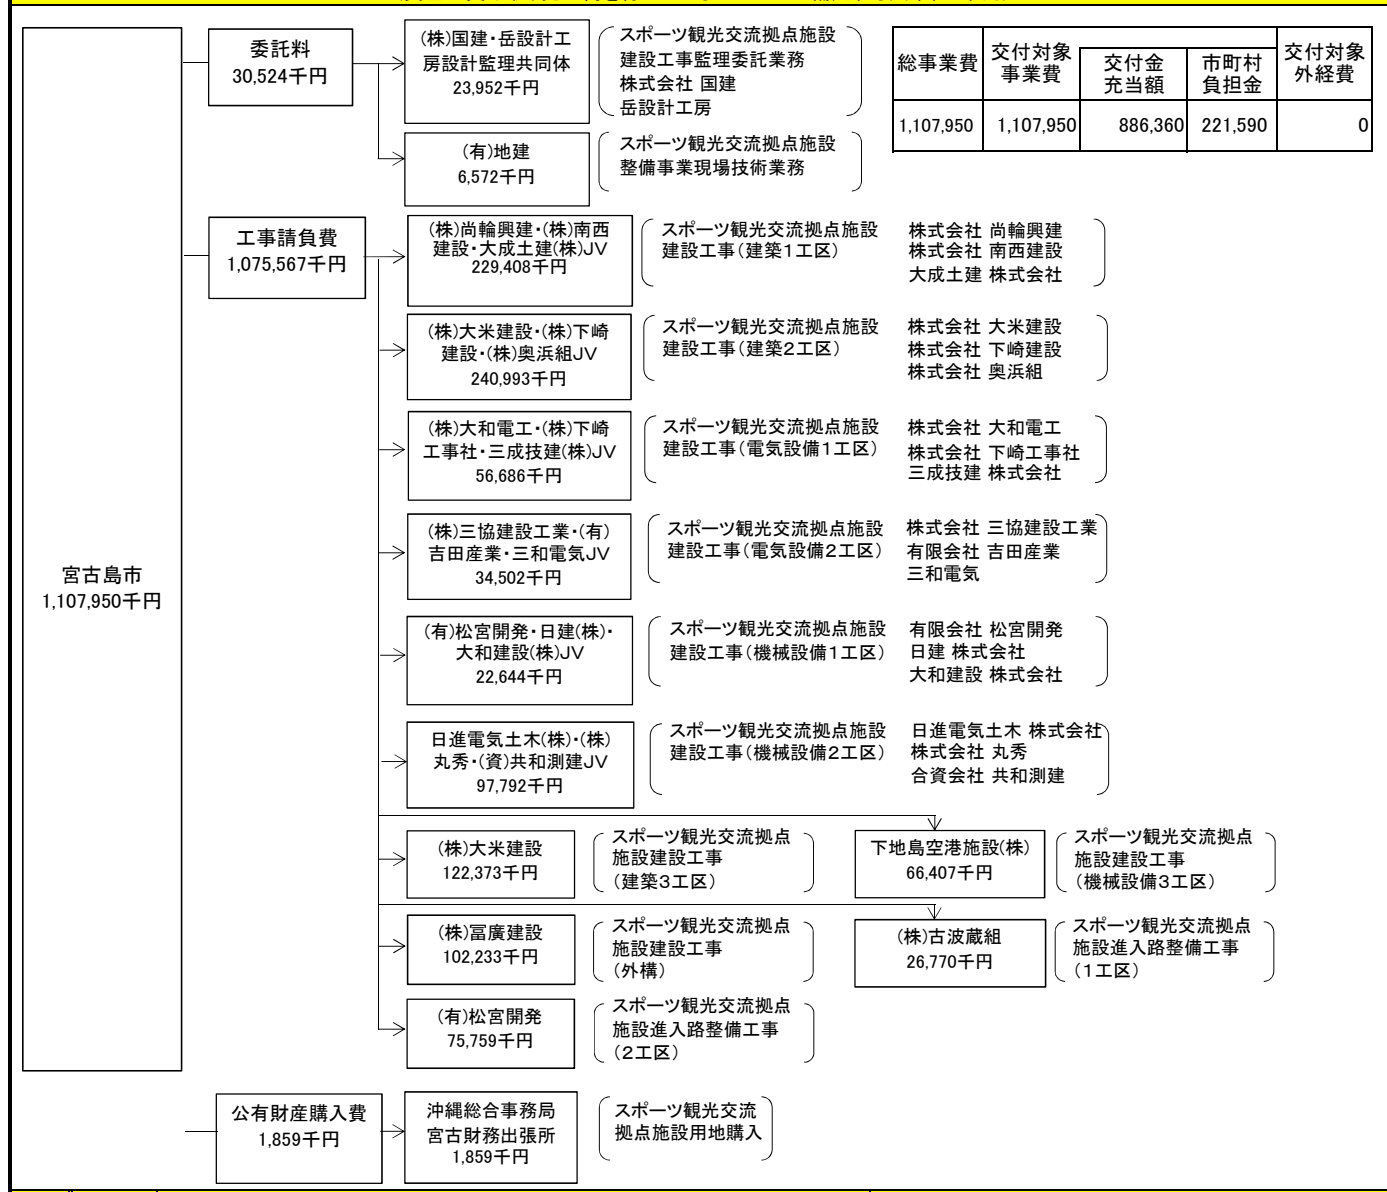 宮古島市
1,107,950千円
委託料
30,524千円
(株)国建・岳設計工
房設計監理共同体
23,952千円
スポーツ観光交流拠点施設
建設工事監理委託業務
株式会社 国建
岳設計工房
(有)地建
6,572千円
スポーツ観光交流拠点施設
整備事業現場技術業務
総事業費
交付対象
事業費
交付金
充当額
市町村
負担金
交付対象
外経費
1,107,950 1,107,950 886,360 221,590 0
工事請負費
1,075,567千円
(株)尚輪興建・(株)南西
建設・大成土建(株)JV
229,408千円
スポーツ観光交流拠点施設
建設工事(建築1工区)
株式会社 尚輪興建
株式会社 南西建設
大成土建 株式会社
(株)大米建設・(株)下崎
建設・(株)奥浜組JV
240,993千円
スポーツ観光交流拠点施設
建設工事(建築2工区)
株式会社 大米建設
株式会社 下崎建設
株式会社 奥浜組
(株)大和電工・(株)下崎
工事社・三成技建(株)JV
56,686千円
スポーツ観光交流拠点施設
建設工事(電気設備1工区)
株式会社 大和電工
株式会社 下崎工事社
三成技建 株式会社
(株)三協建設工業・(有)
吉田産業・三和電気JV
34,502千円
スポーツ観光交流拠点施設
建設工事(電気設備2工区)
株式会社 三協建設工業
有限会社 吉田産業
三和電気
(有)松宮開発・日建(株)・
大和建設(株)JV
22,644千円
スポーツ観光交流拠点施設
建設工事(機械設備1工区)
有限会社 松宮開発
日建 株式会社
大和建設 株式会社
日進電気土木(株)・(株)
丸秀・(資)共和測建JV
97,792千円
スポーツ観光交流拠点施設
建設工事(機械設備2工区)
日進電気土木 株式会社
株式会社 丸秀
合資会社 共和測建
(株)大米建設
122,373千円
スポーツ観光交流拠点
施設建設工事
(建築3工区)
下地島空港施設(株)
66,407千円
スポーツ観光交流拠点
施設建設工事
(機械設備3工区)
(株)冨廣建設
102,233千円
スポーツ観光交流拠点
施設建設工事
(外構)
(株)古波蔵組
26,770千円
スポーツ観光交流拠点
施設進入路整備工事
(1工区)
(有)松宮開発
75,759千円
スポーツ観光交流拠点
施設進入路整備工事
(2工区)
公有財産購入費
1,859千円
沖縄総合事務局
宮古財務出張所
1,859千円
スポーツ観光交流
拠点施設用地購入